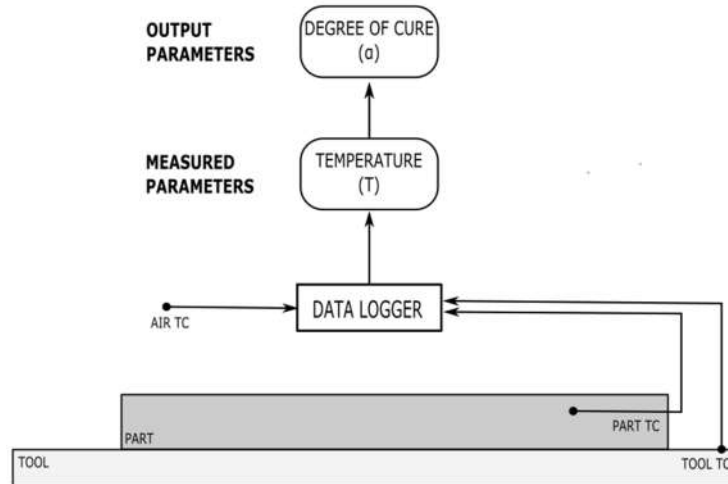 OUTPUT
PARAMETERS
DEGREE OF CURE
(a)
MEASURED
PARAMETERS
TEMPERATURE
(T)
DATA LOGGER
AIR TC
PART
PART TC
TOOL
TOOL TC